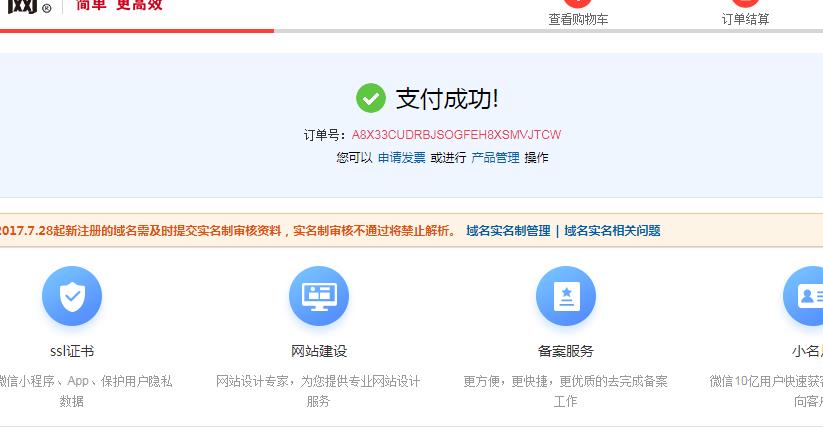 网® 简单 更高效
查看购物车 订单结算
支付成功!
订单号：A8X33CUDRBJSOGFEH8XSMVJTCW
您可以 申请发票 或进行 产品管理 操作
2017.7.28起新注册的域名需及时提交实名制审核资料，实名制审核不通过将禁止解析。 域名实名制管理 | 域名实名相关问题
ssl证书 网站建设 备案服务 小名
微信小程序、App、保护用户隐私 网站设计专家，为您提供专业网站设计 更方便，更快捷，更优质的去完成备案 微信10亿用户快速获
数据 服务 工作 向客